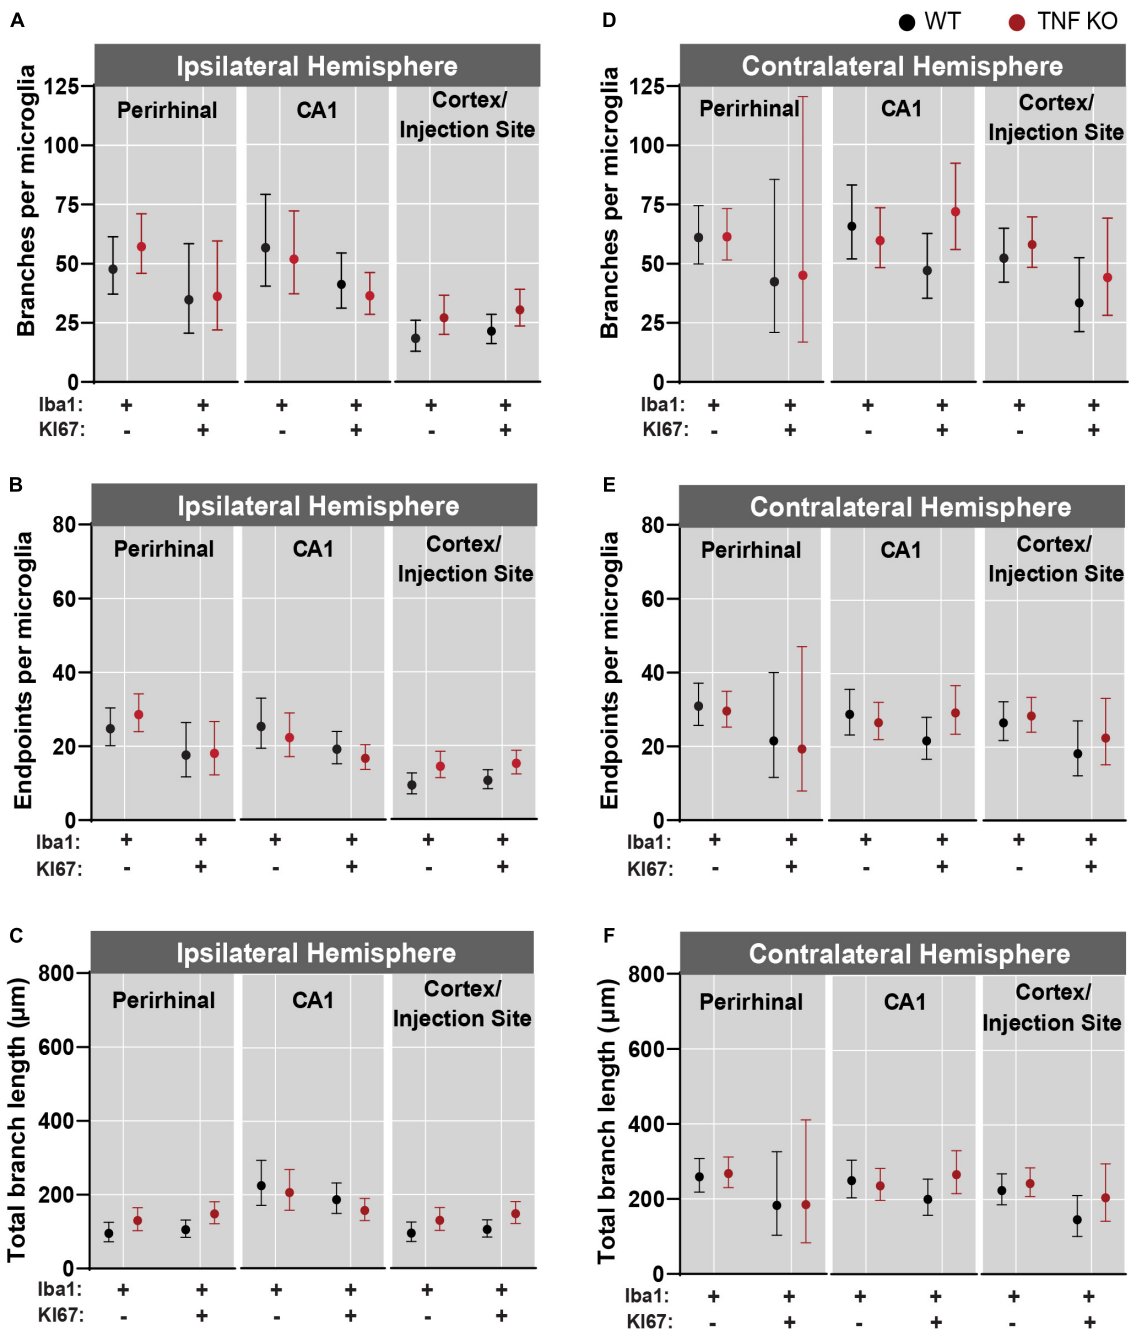 A
D
WT
TNF KO
Ipsilateral Hemisphere
Perirhinal
CA1
Cortex/
Injection Site
Branches per microglia
125
100
75
50
25
0
Iba1: + + + + + +
KI67: - + - + - +
Contralateral Hemisphere
Perirhinal
CA1
Cortex/
Injection Site
Branches per microglia
125
100
75
50
25
0
Iba1: + + + + + +
KI67: - + - + - +
B
Ipsilateral Hemisphere
Perirhinal
CA1
Cortex/
Injection Site
Endpoints per microglia
80
60
40
20
0
Iba1: + + + + + +
KI67: - + - + - +
E
Contralateral Hemisphere
Perirhinal
CA1
Cortex/
Injection Site
Endpoints per microglia
80
60
40
20
0
Iba1: + + + + + +
KI67: - + - + - +
C
Ipsilateral Hemisphere
Perirhinal
CA1
Cortex/
Injection Site
Total branch length (µm)
800
600
400
200
0
Iba1: + + + + + +
KI67: - + - + - +
F
Contralateral Hemisphere
Perirhinal
CA1
Cortex/
Injection Site
Total branch length (µm)
800
600
400
200
0
Iba1: + + + + + +
KI67: - + - + - +